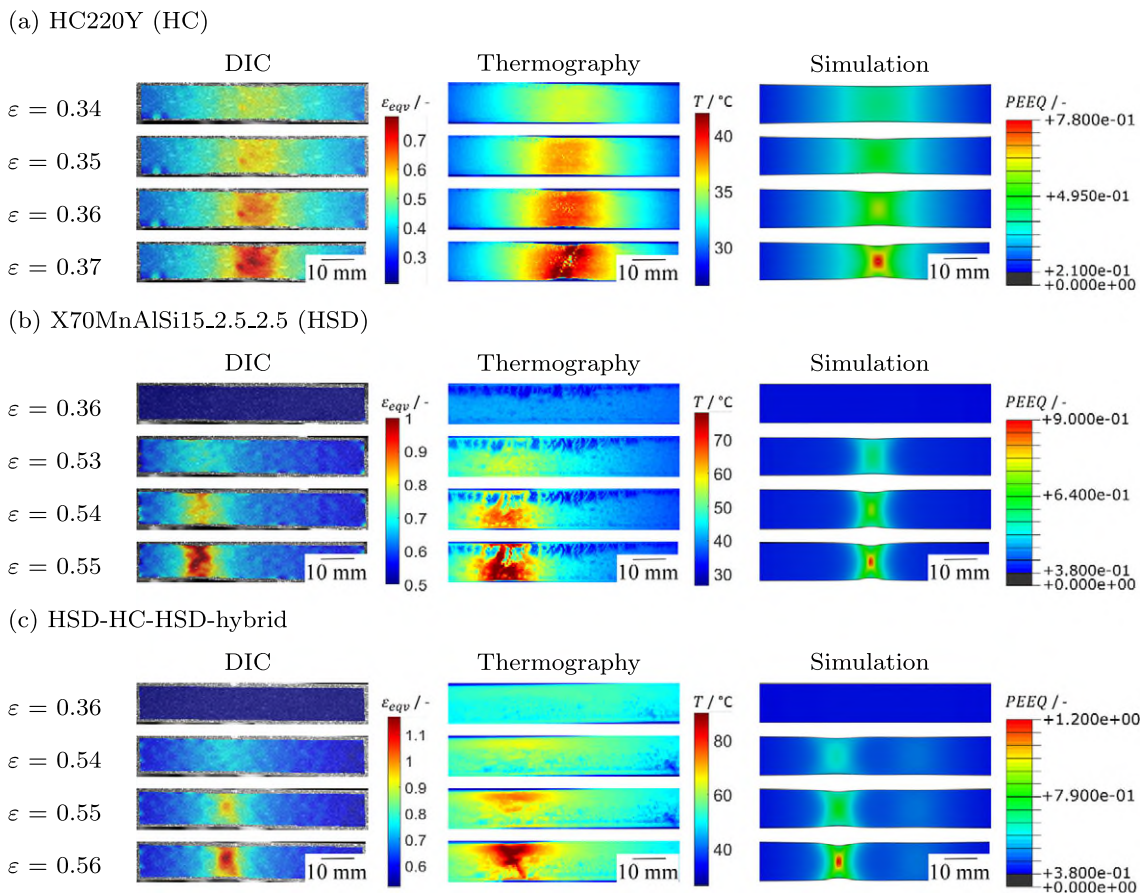 (a) HC220Y (HC)
DIC Thermography Simulation
ε = 0.34
ε = 0.35
ε = 0.36
ε = 0.37
ε_eqv / -
0.7
0.6
0.5
0.4
0.3
10 mm
T / °C
40
35
30
10 mm
PEEQ / -
+7.800e-01
+4.950e-01
+2.100e-01
+0.000e+00
10 mm
(b) X70MnAlSi15_2.5_2.5 (HSD)
DIC Thermography Simulation
ε = 0.36
ε = 0.53
ε = 0.54
ε = 0.55
ε_eqv / -
1
0.9
0.8
0.7
0.6
0.5
10 mm
T / °C
70
60
50
40
30
10 mm
PEEQ / -
+9.000e-01
+6.400e-01
+3.800e-01
+0.000e+00
10 mm
(c) HSD-HC-HSD-hybrid
DIC Thermography Simulation
ε = 0.36
ε = 0.54
ε = 0.55
ε = 0.56
ε_eqv / -
1.1
1
0.9
0.8
0.7
0.6
10 mm
T / °C
80
60
40
10 mm
PEEQ / -
+1.200e+00
+7.900e-01
+3.800e-01
+0.000e+00
10 mm